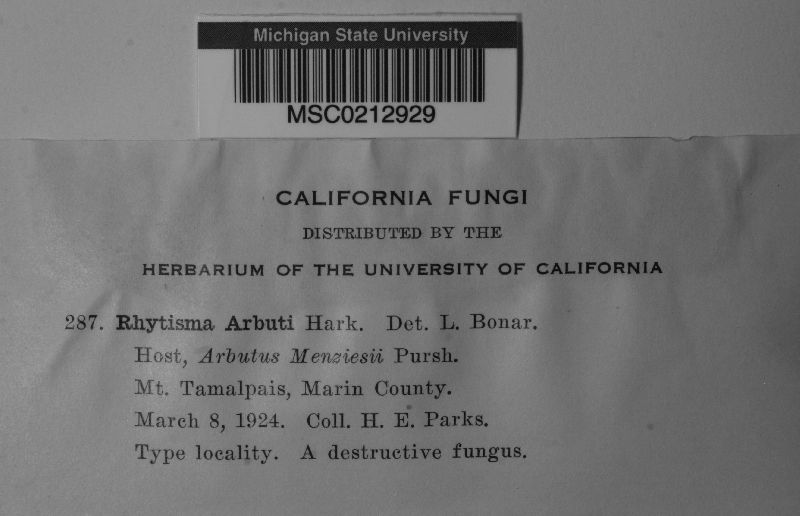 Michigan State University
MSC0212929
CALIFORNIA FUNGI
DISTRIBUTED BY THE
HERBARIUM OF THE UNIVERSITY OF CALIFORNIA
287. Rhytisma Arbuti Hark. Det. L. Bonar.
Host, Arbutus Menziesii Pursh.
Mt. Tamalpais, Marin County.
March 8, 1924. Coll. H. E. Parks.
Type locality. A destructive fungus.